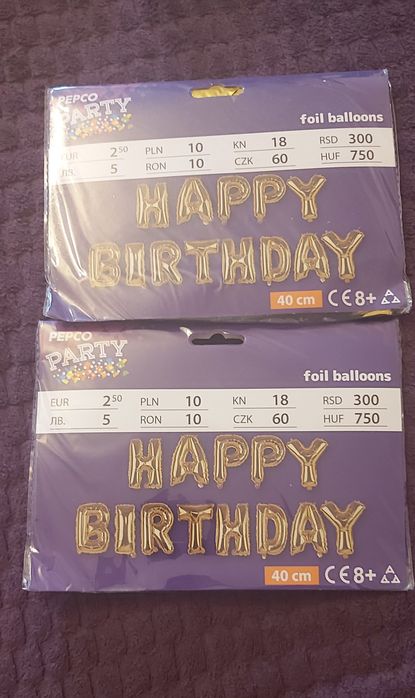 PEPCO
PARTY
foil balloons
EUR 2 50 PLN 10 KN 18 RSD 300
ЛВ. 5 RON 10 CZK 60 HUF 750
HAPPY
BIRTHDAY
40 cm CE 8+
PEPCO
PARTY
foil balloons
EUR 2 50 PLN 10 KN 18 RSD 300
ЛВ. 5 RON 10 CZK 60 HUF 750
HAPPY
BIRTHDAY
40 cm CE 8+